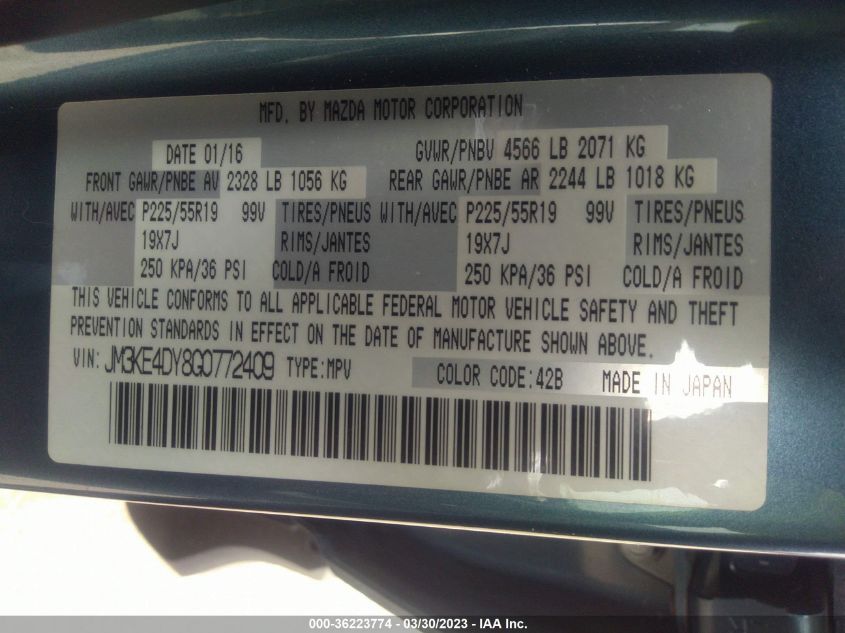 MFD. BY MAZDA MOTOR CORPORATION
DATE 01/16 GVWR/PNBV 4566 LB 2071 KG
FRONT GAWR/PNBE AV 2328 LB 1056 KG REAR GAWR/PNBE AR 2244 LB 1018 KG
WITH/AVEC P225/55R19 99V TIRES/PNEUS WITH/AVEC P225/55R19 99V TIRES/PNEUS
19X7J RIMS/JANTES 19X7J RIMS/JANTES
250 KPA/36 PSI COLD/A FROID 250 KPA/36 PSI COLD/A FROID
THIS VEHICLE CONFORMS TO ALL APPLICABLE FEDERAL MOTOR VEHICLE SAFETY AND THEFT
PREVENTION STANDARDS IN EFFECT ON THE DATE OF MANUFACTURE SHOWN ABOVE.
VIN: JM3KE4DY8G0772409 TYPE:MPV COLOR CODE:42B MADE IN JAPAN
000-36223774 - 03/30/2023 - IAA Inc.